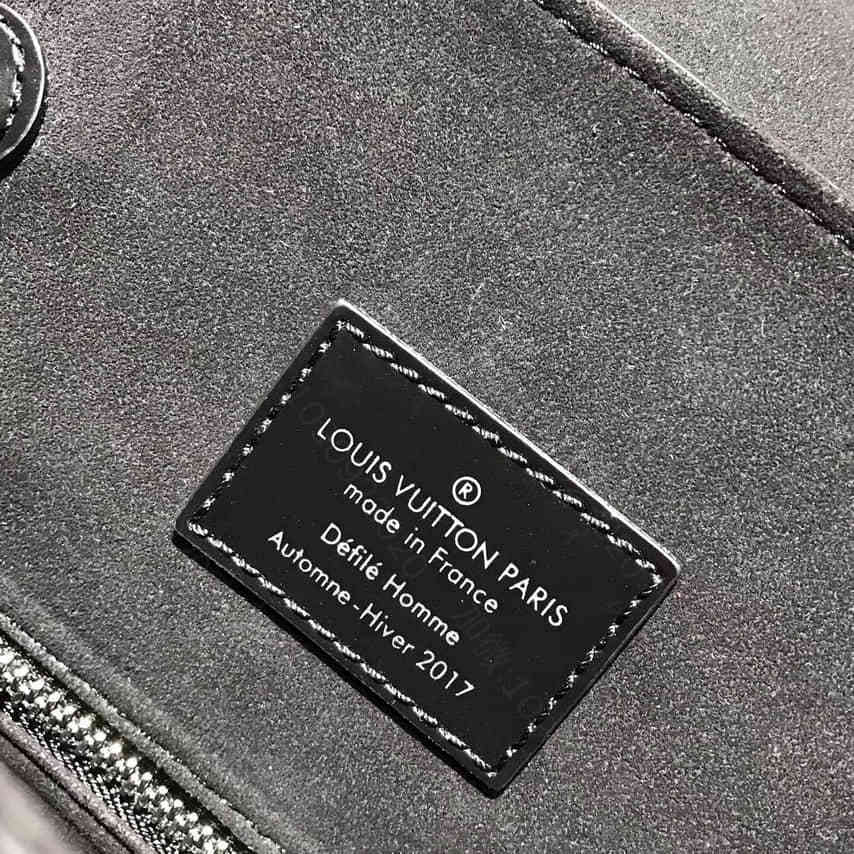 ®
LOUIS VUITTON PARIS
made in France
Défilé Homme
Automne-Hiver 2017